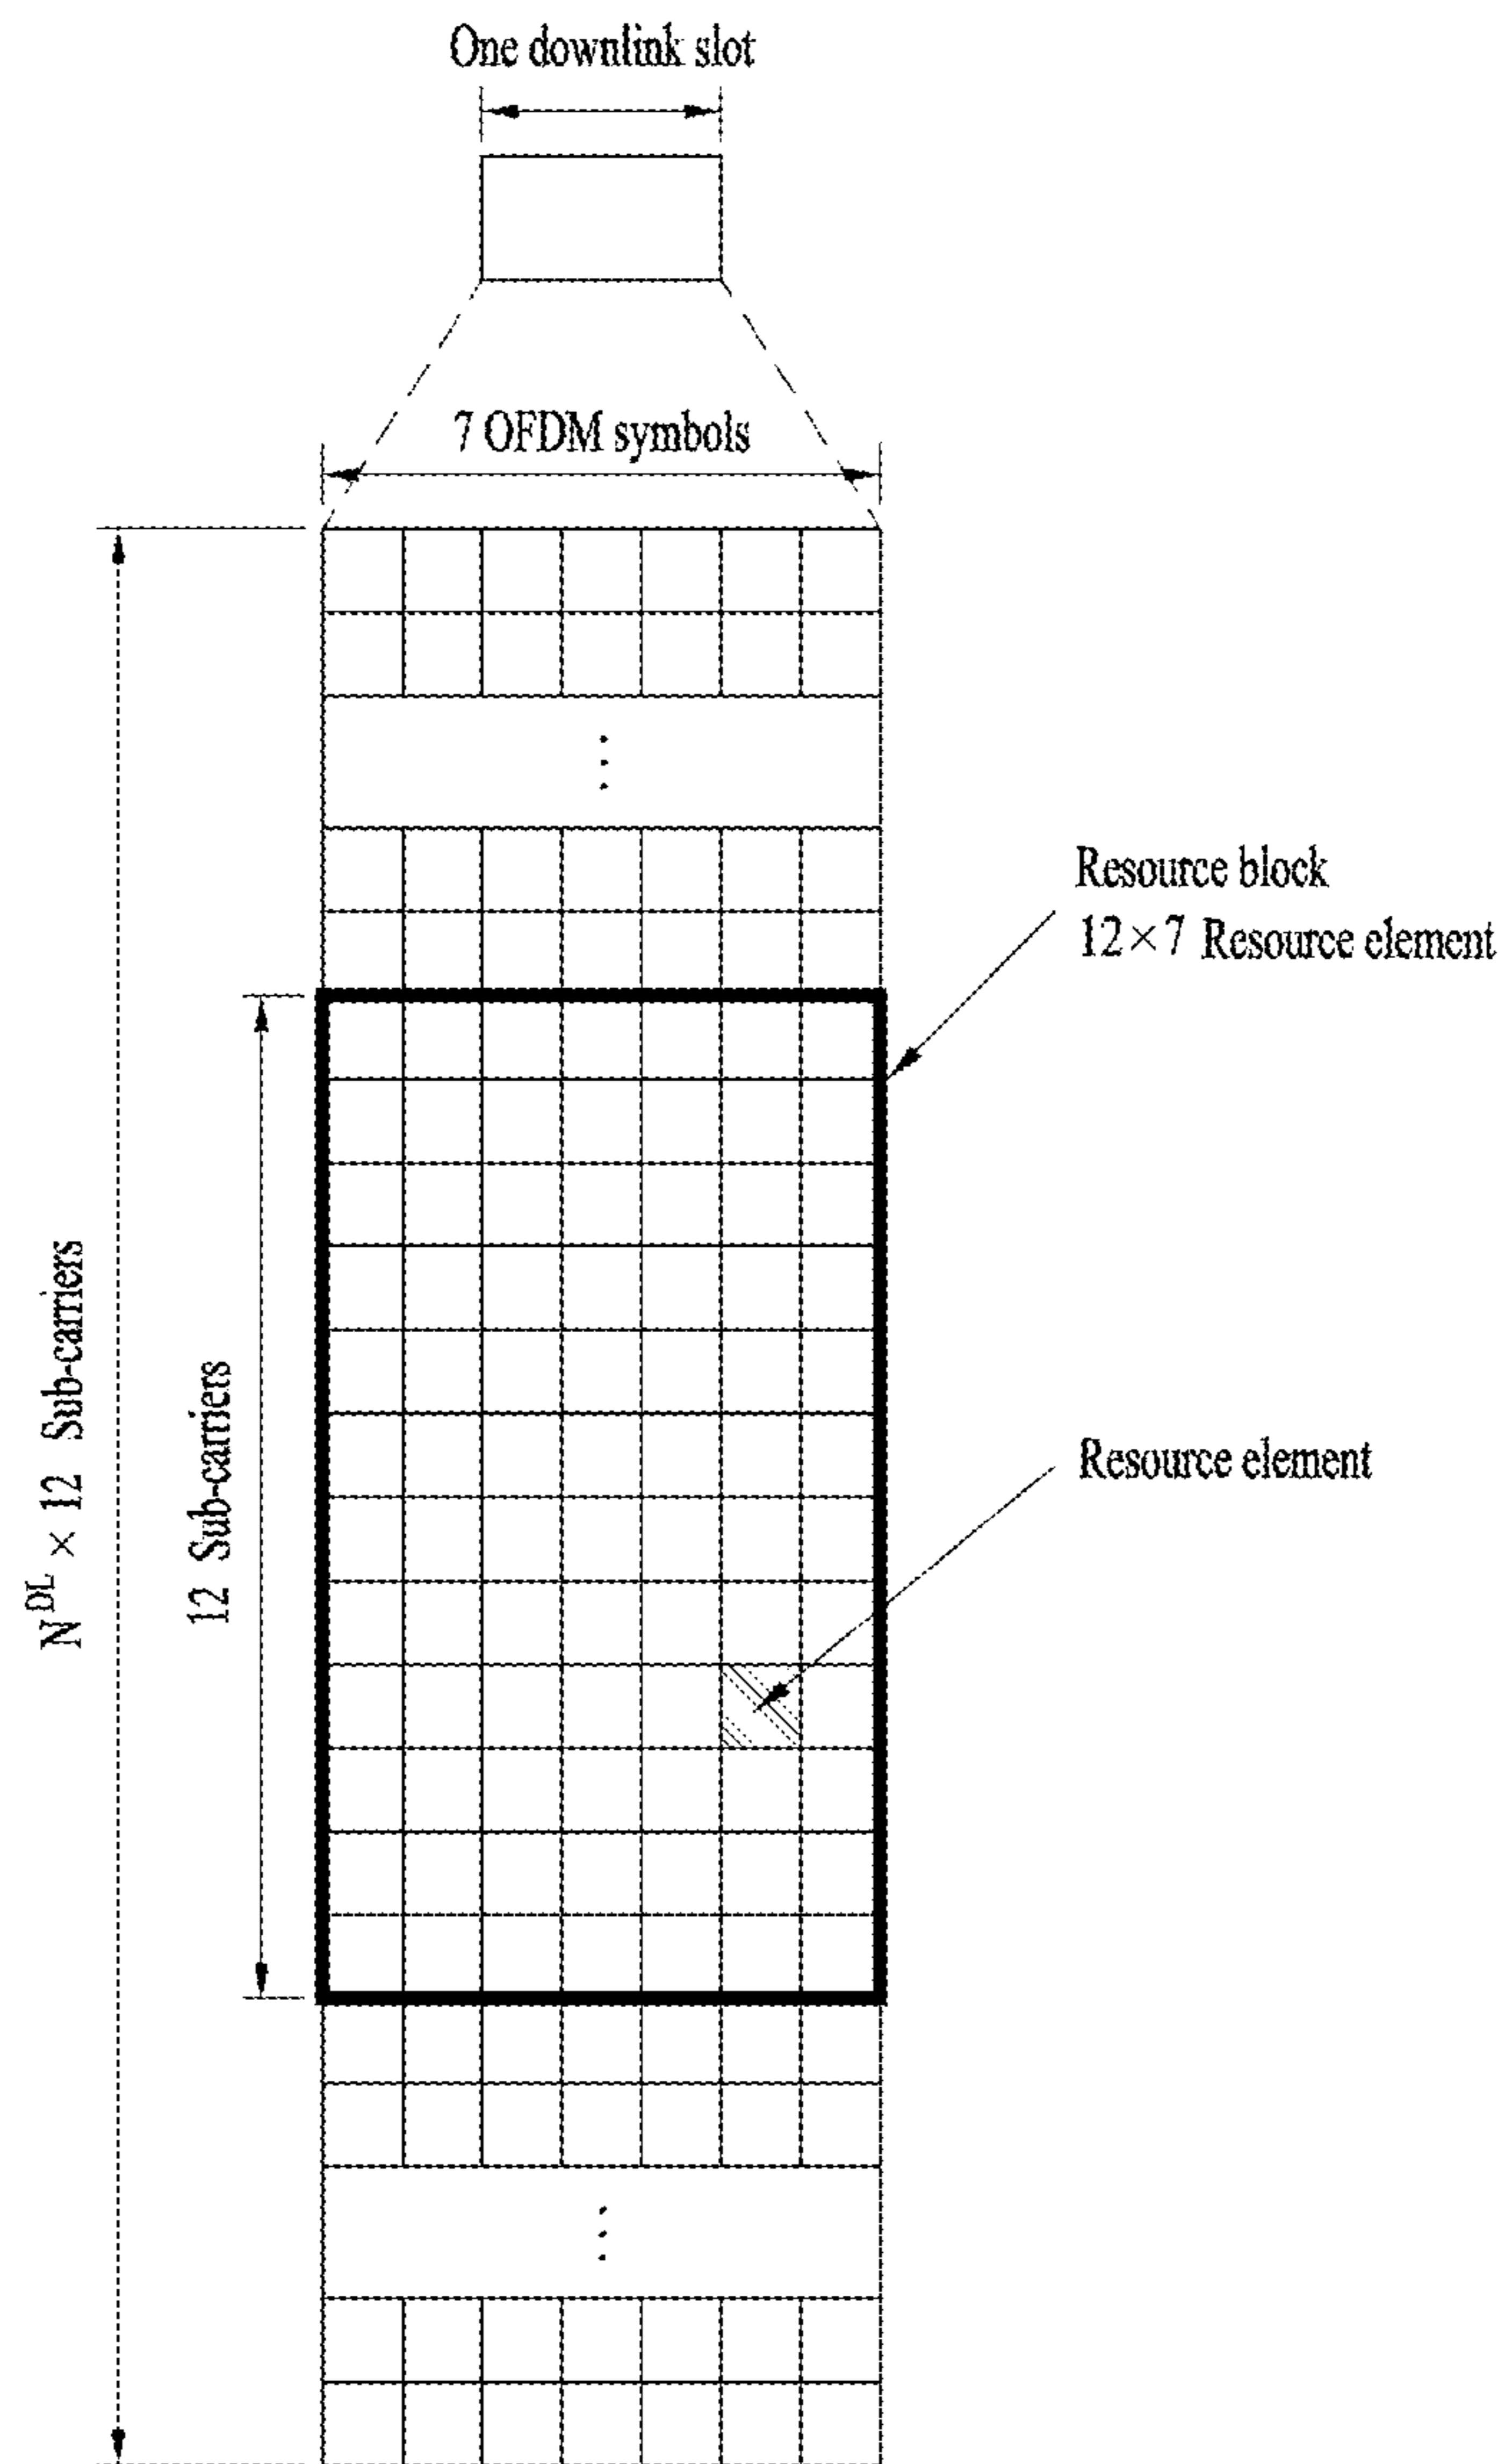 One downlink slot
7 OFDM symbols
Resource block
12×7 Resource element
N^DL × 12 Sub-carriers
12 Sub-carriers
Resource element